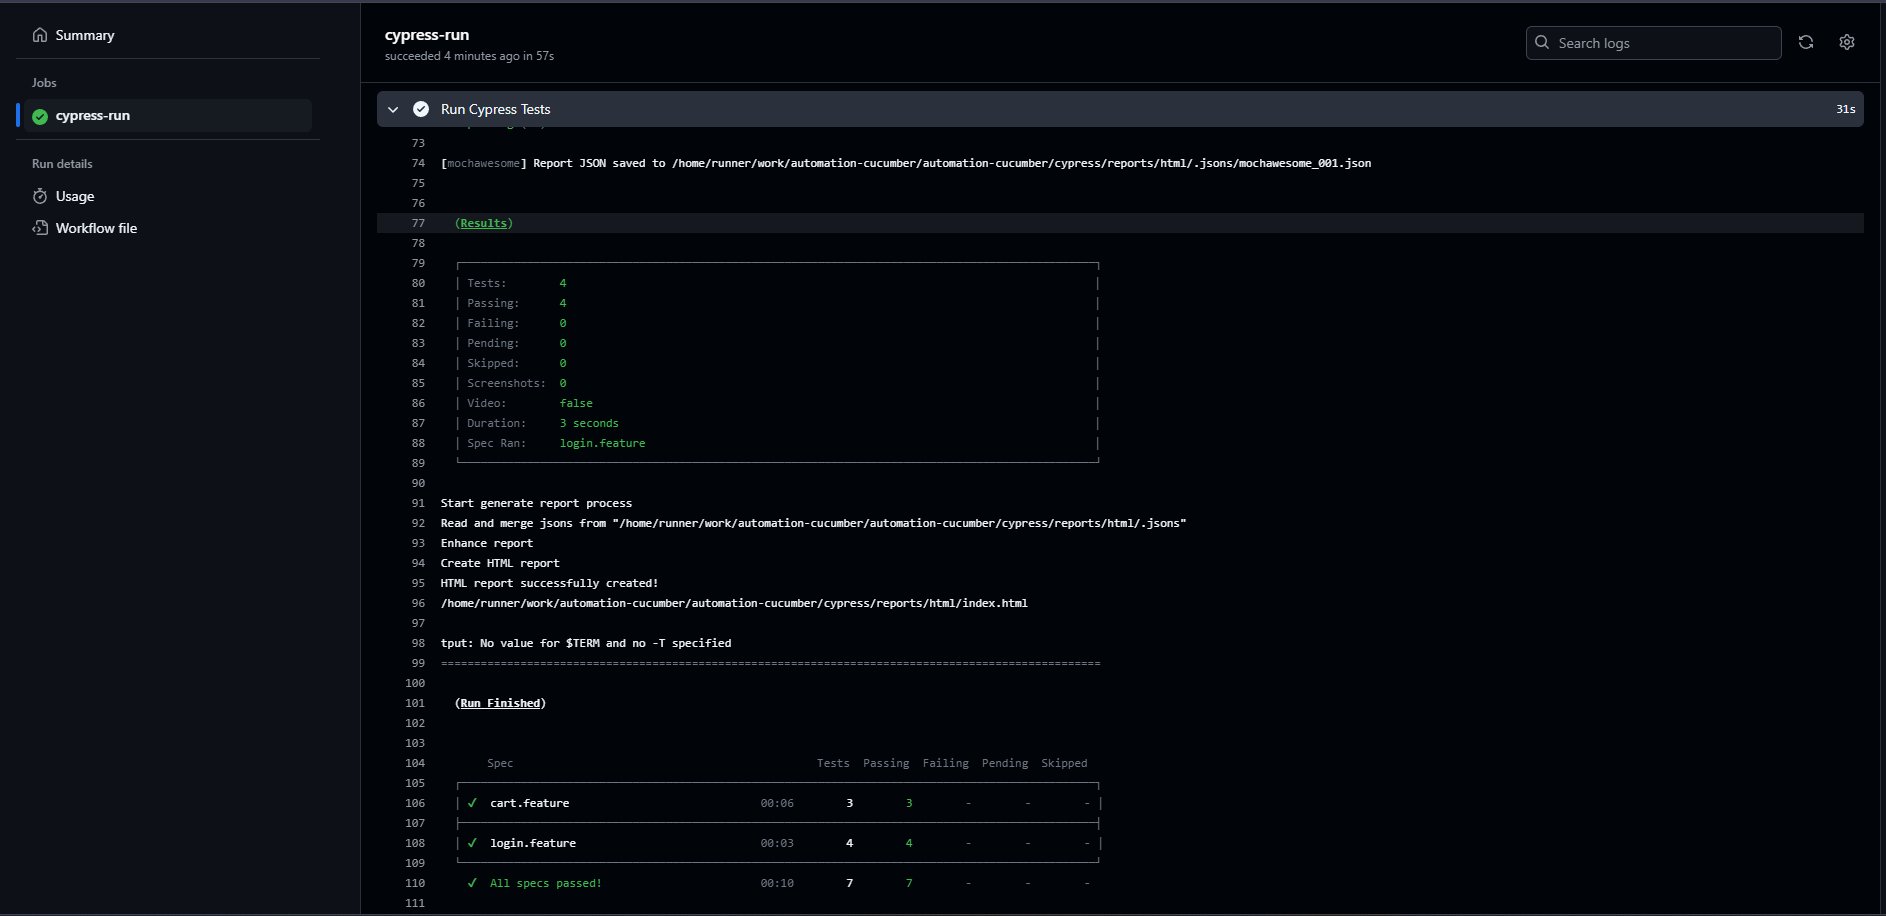 Summary
Jobs
cypress-run
Run details
Usage
Workflow file
cypress-run
succeeded 4 minutes ago in 57s
Search logs
Run Cypress Tests 31s
73
74 [mochawesome] Report JSON saved to /home/runner/work/automation-cucumber/automation-cucumber/cypress/reports/html/.jsons/mochawesome_001.json
75
76
77 (Results)
78
79
80 | Tests: 4 |
81 | Passing: 4 |
82 | Failing: 0 |
83 | Pending: 0 |
84 | Skipped: 0 |
85 | Screenshots: 0 |
86 | Video: false |
87 | Duration: 3 seconds |
88 | Spec Ran: login.feature |
89
90
91 Start generate report process
92 Read and merge jsons from "/home/runner/work/automation-cucumber/automation-cucumber/cypress/reports/html/.jsons"
93 Enhance report
94 Create HTML report
95 HTML report successfully created!
96 /home/runner/work/automation-cucumber/automation-cucumber/cypress/reports/html/index.html
97
98 tput: No value for $TERM and no -T specified
99 ====================================================================================================
100
101 (Run Finished)
102
103
104 Spec Tests Passing Failing Pending Skipped
105
106 | ✓ cart.feature 00:06 3 3 - - - |
107
108 | ✓ login.feature 00:03 4 4 - - - |
109
110 ✓ All specs passed! 00:10 7 7 - - -
111